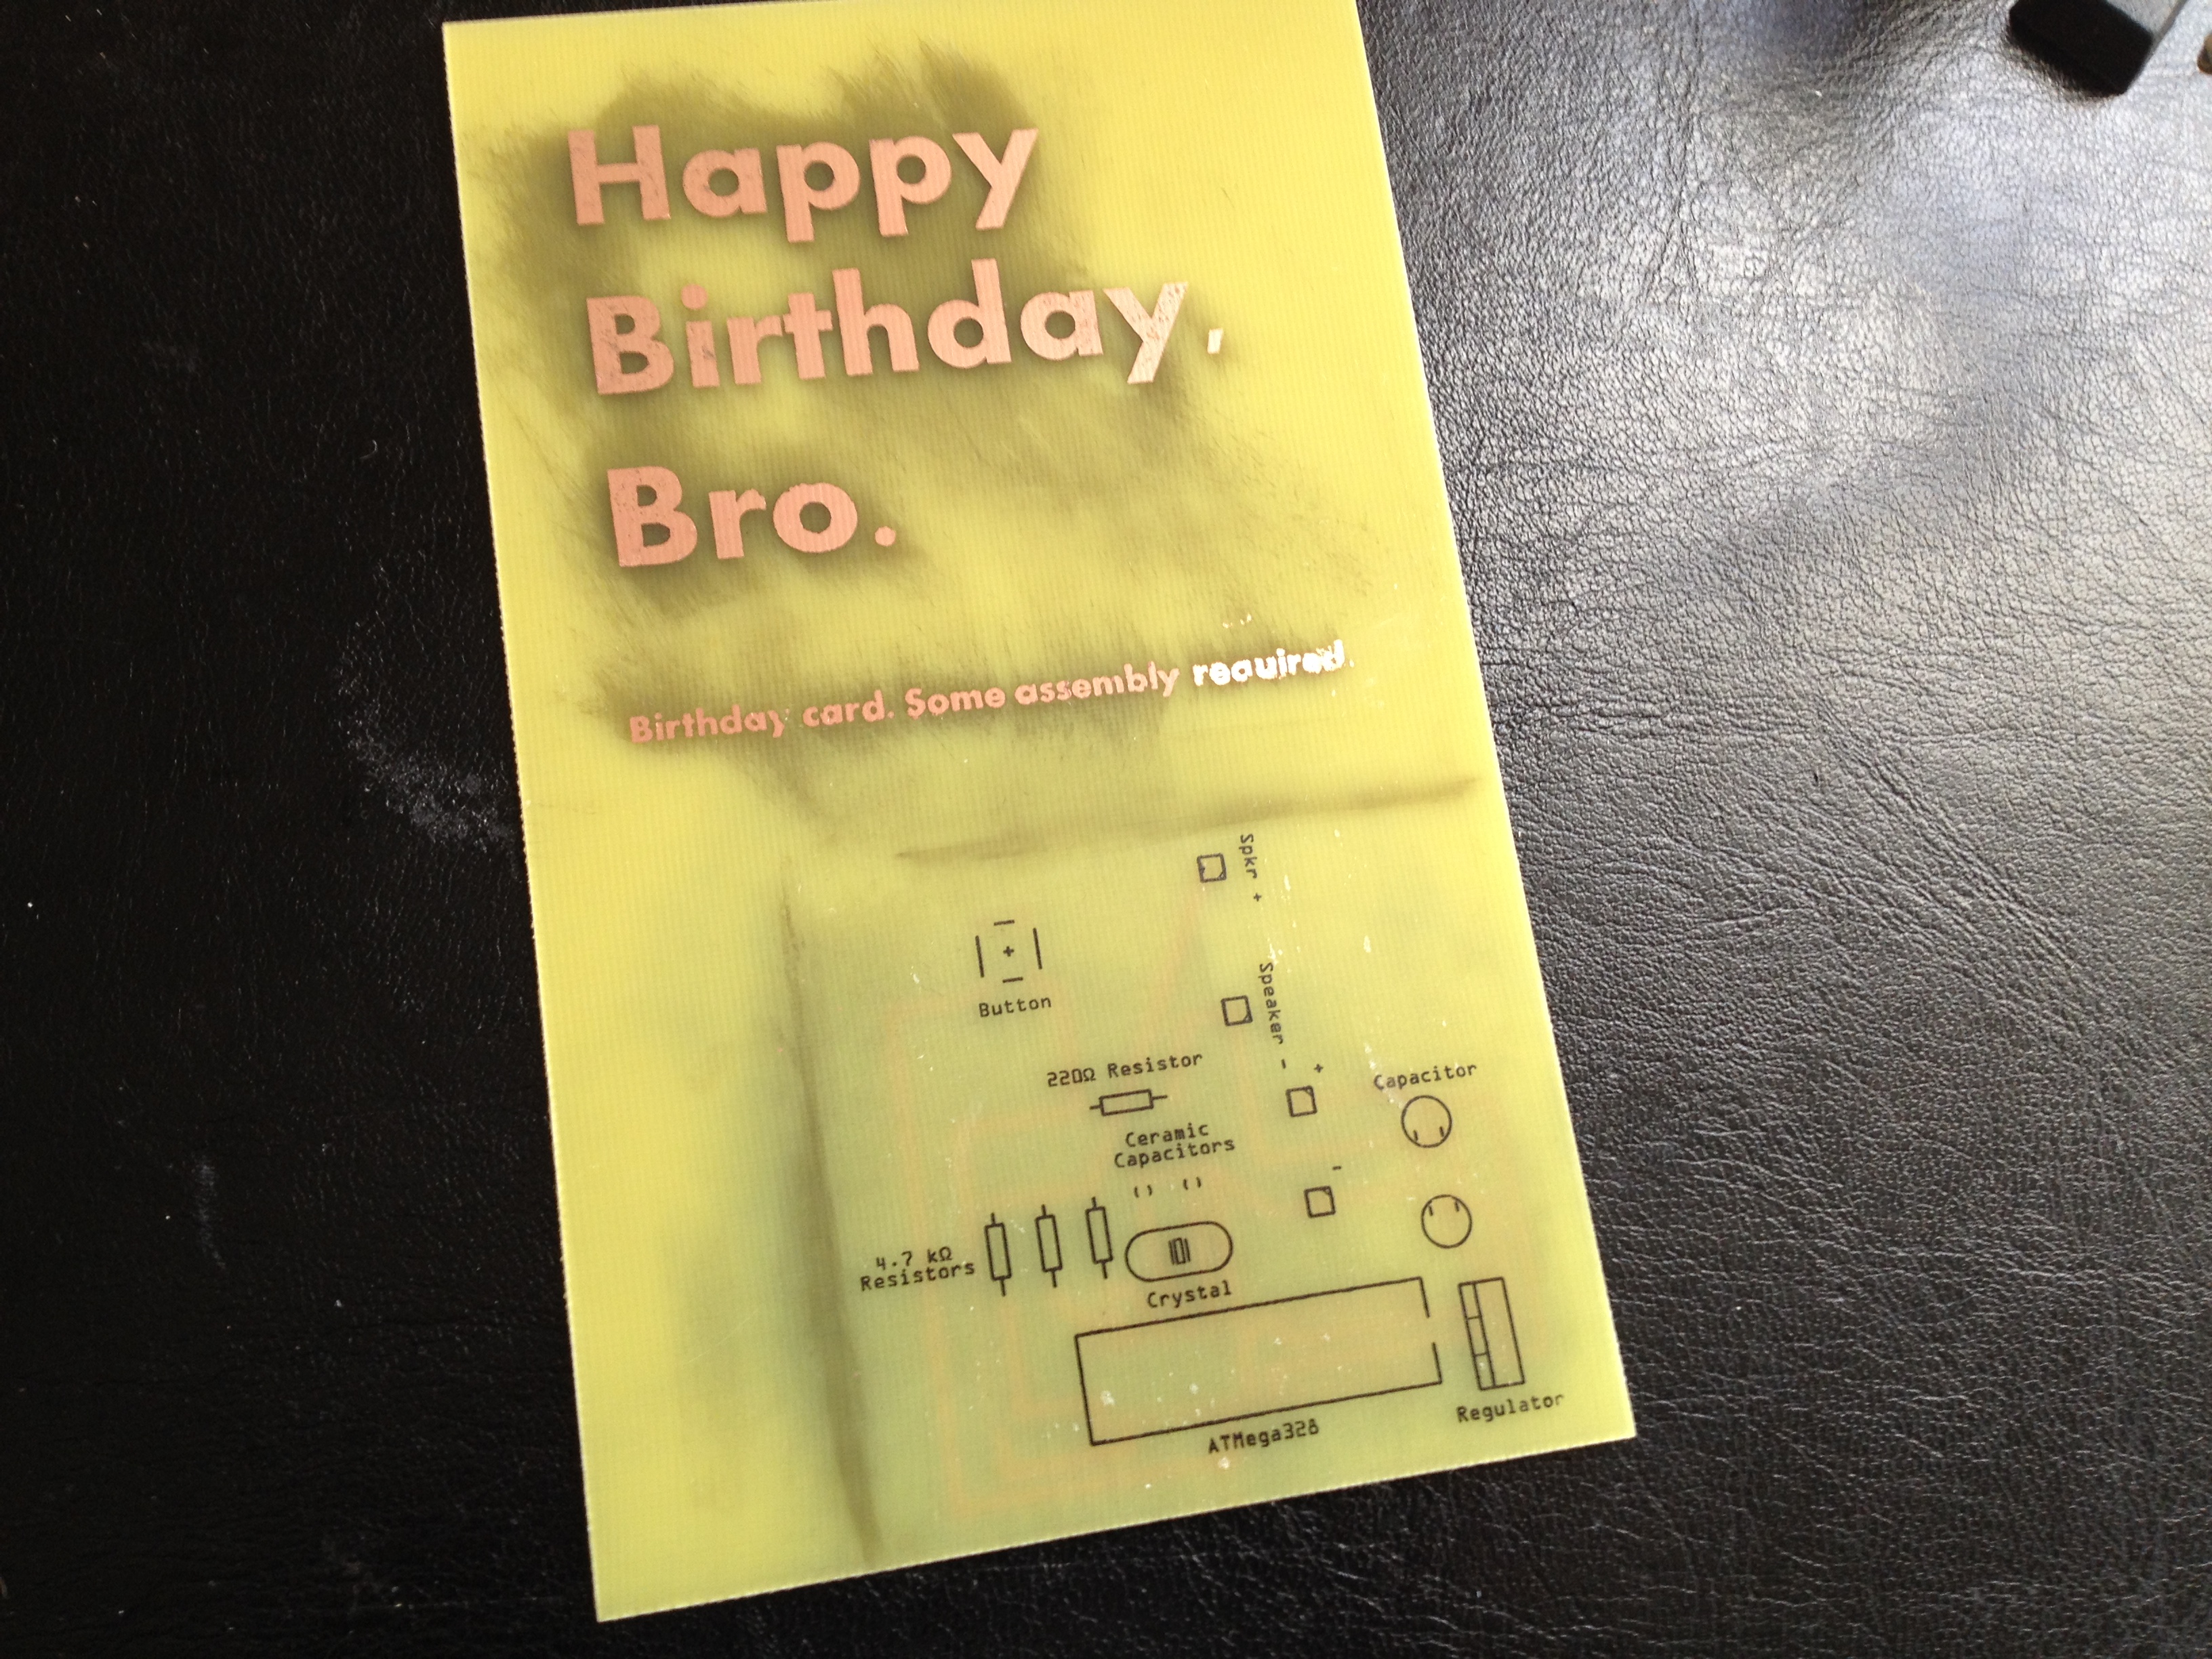 Happy
Birthday,
Bro.
Birthday card. Some assembly required.
Spkr +
Button
Speaker -
220Ω Resistor
+
Capacitor
Ceramic
Capacitors
-
4.7 kΩ
Resistors
Crystal
Regulator
ATMega328